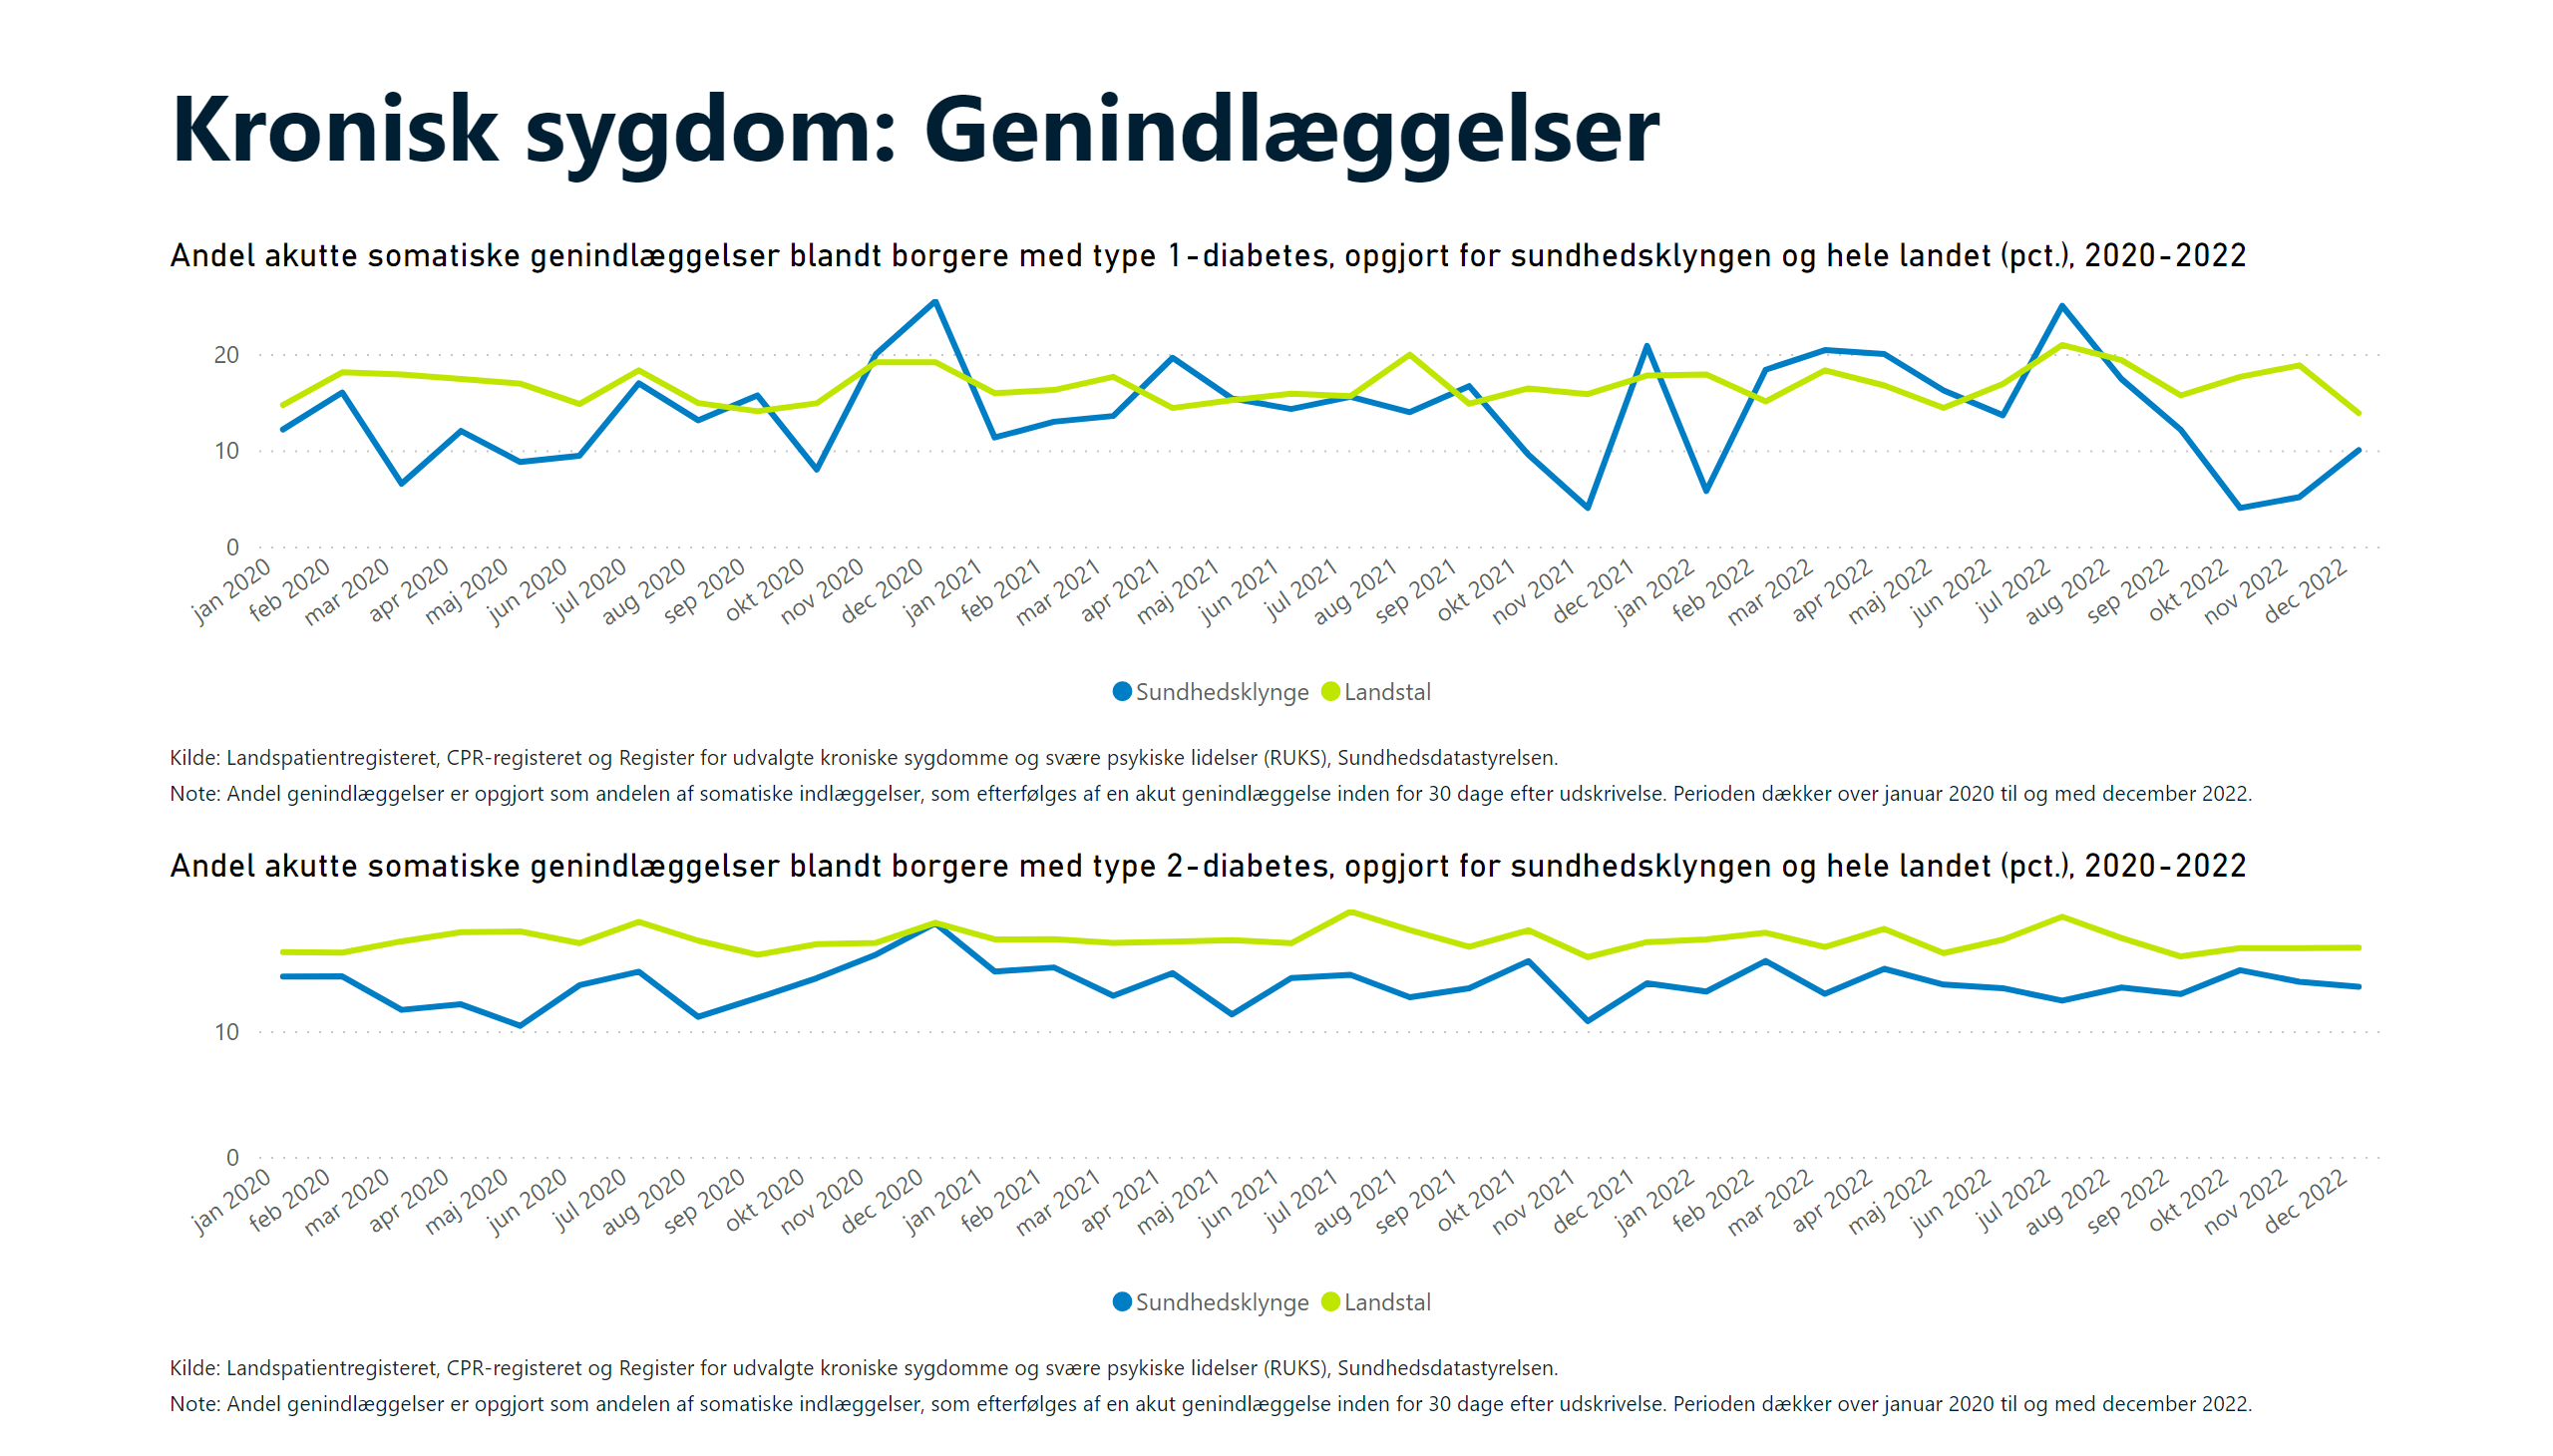 Kronisk sygdom: Genindlæggelser
Andel akutte somatiske genindlæggelser blandt borgere med type 1-diabetes, opgjort for sundhedsklyngen og hele landet (pct.), 2020-2022
20
10
0
jan 2020 feb 2020 mar 2020 apr 2020 maj 2020 jun 2020 jul 2020 aug 2020 sep 2020 okt 2020 nov 2020 dec 2020 jan 2021 feb 2021 mar 2021 apr 2021 maj 2021 jun 2021 jul 2021 aug 2021 sep 2021 okt 2021 nov 2021 dec 2021 jan 2022 feb 2022 mar 2022 apr 2022 maj 2022 jun 2022 jul 2022 aug 2022 sep 2022 okt 2022 nov 2022 dec 2022
Sundhedsklynge Landstal
Kilde: Landspatientregisteret, CPR-registeret og Register for udvalgte kroniske sygdomme og svære psykiske lidelser (RUKS), Sundhedsdatastyrelsen.
Note: Andel genindlæggelser er opgjort som andelen af somatiske indlæggelser, som efterfølges af en akut genindlæggelse inden for 30 dage efter udskrivelse. Perioden dækker over januar 2020 til og med december 2022.
Andel akutte somatiske genindlæggelser blandt borgere med type 2-diabetes, opgjort for sundhedsklyngen og hele landet (pct.), 2020-2022
10
0
jan 2020 feb 2020 mar 2020 apr 2020 maj 2020 jun 2020 jul 2020 aug 2020 sep 2020 okt 2020 nov 2020 dec 2020 jan 2021 feb 2021 mar 2021 apr 2021 maj 2021 jun 2021 jul 2021 aug 2021 sep 2021 okt 2021 nov 2021 dec 2021 jan 2022 feb 2022 mar 2022 apr 2022 maj 2022 jun 2022 jul 2022 aug 2022 sep 2022 okt 2022 nov 2022 dec 2022
Sundhedsklynge Landstal
Kilde: Landspatientregisteret, CPR-registeret og Register for udvalgte kroniske sygdomme og svære psykiske lidelser (RUKS), Sundhedsdatastyrelsen.
Note: Andel genindlæggelser er opgjort som andelen af somatiske indlæggelser, som efterfølges af en akut genindlæggelse inden for 30 dage efter udskrivelse. Perioden dækker over januar 2020 til og med december 2022.